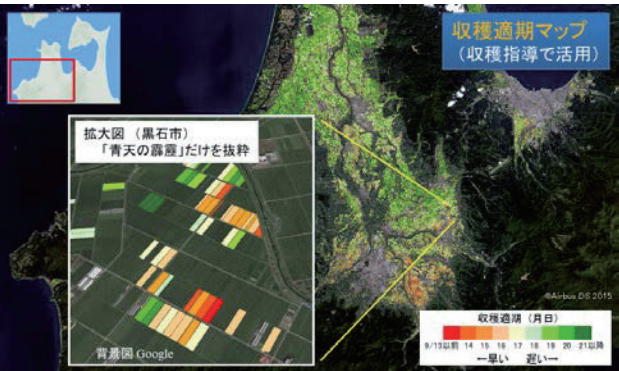 収穫適期マップ
(収穫指導で活用)
拡大図 (黒石市)
「青天の霹靂」だけを抜粋
背景図 Google
©Airbus DS 2015
収穫適期(月日)
9/13以前 14 15 16 17 18 19 20 21以降
←早い 遅い→